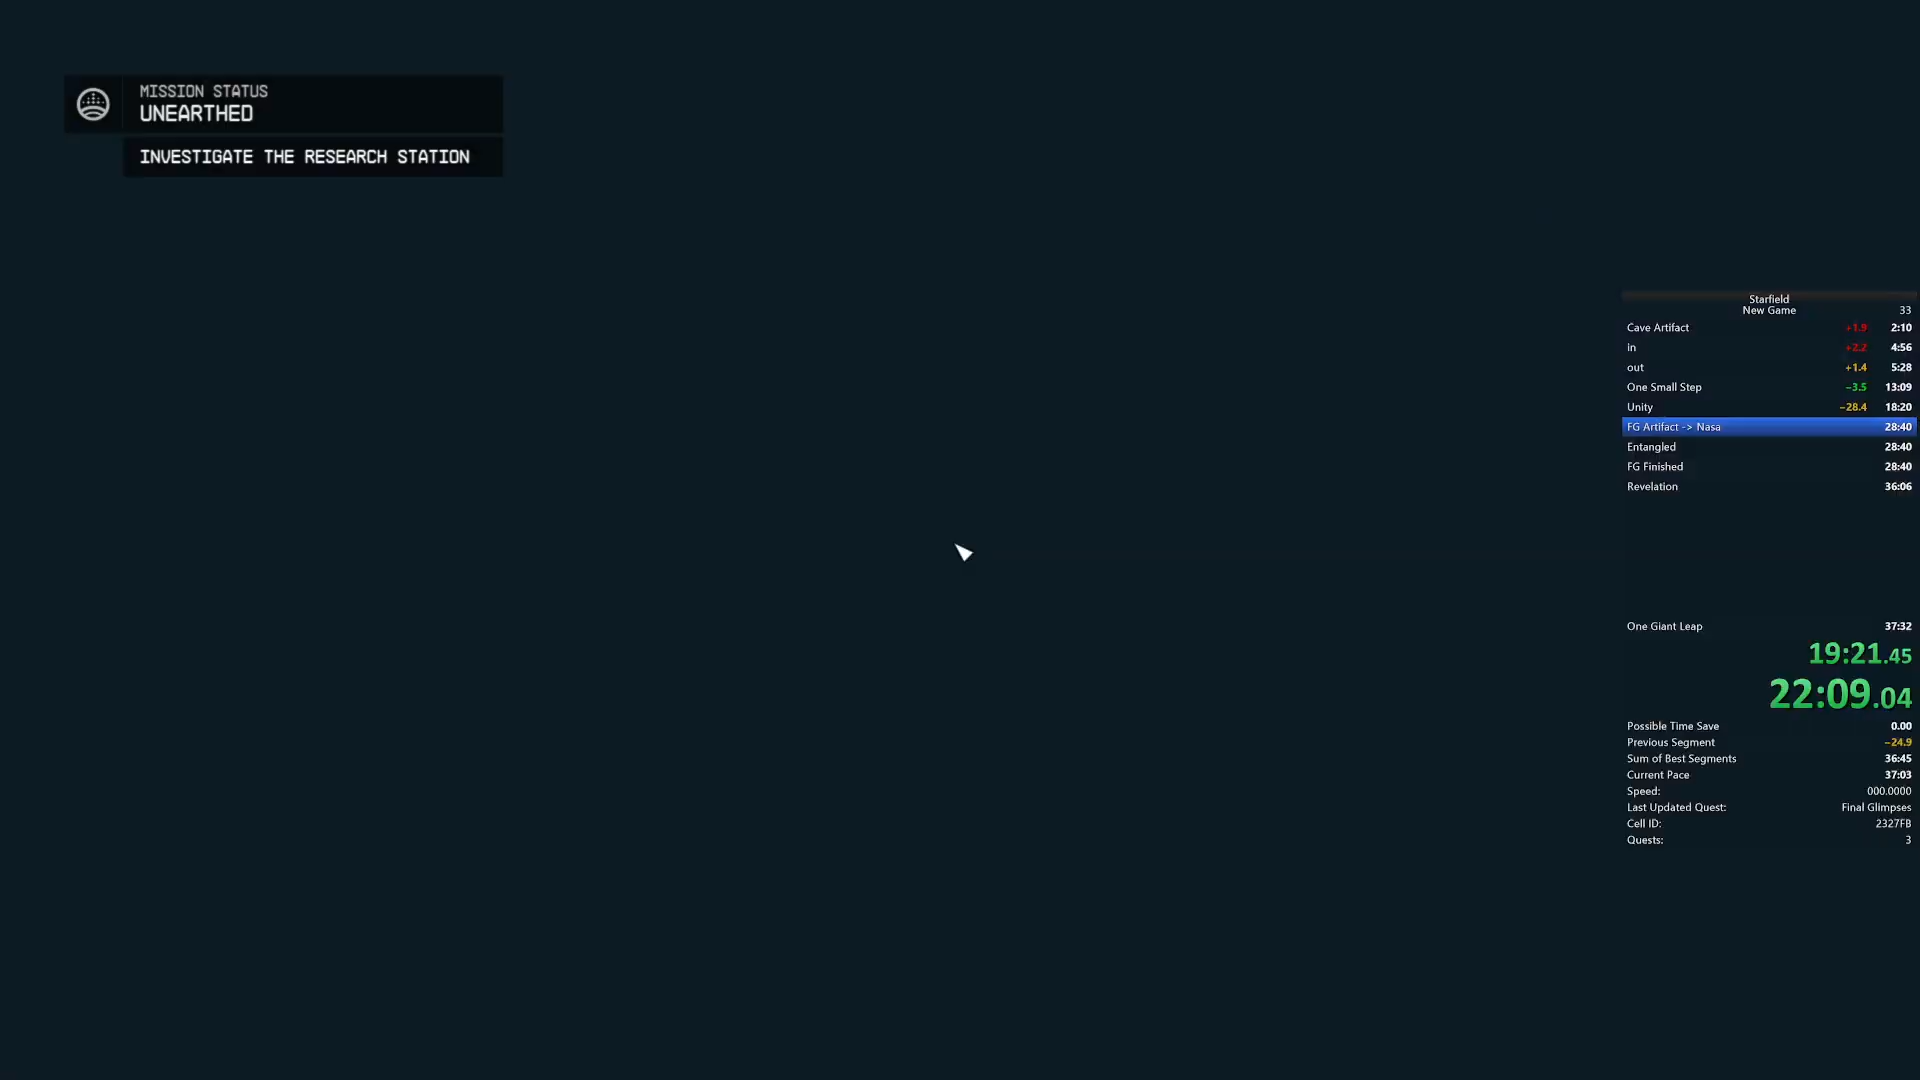 MISSION STATUS
UNEARTHED
INVESTIGATE THE RESEARCH STATION
Starfield
New Game 33
Cave Artifact +1.9 2:10
in +2.2 4:56
out +1.4 5:28
One Small Step −3.5 13:09
Unity −28.4 18:20
FG Artifact -> Nasa 28:40
Entangled 28:40
FG Finished 28:40
Revelation 36:06
One Giant Leap 37:32
19:21.45
22:09.04
Possible Time Save 0.00
Previous Segment −24.9
Sum of Best Segments 36:45
Current Pace 37:03
Speed: 000.0000
Last Updated Quest: Final Glimpses
Cell ID: 2327FB
Quests: 3